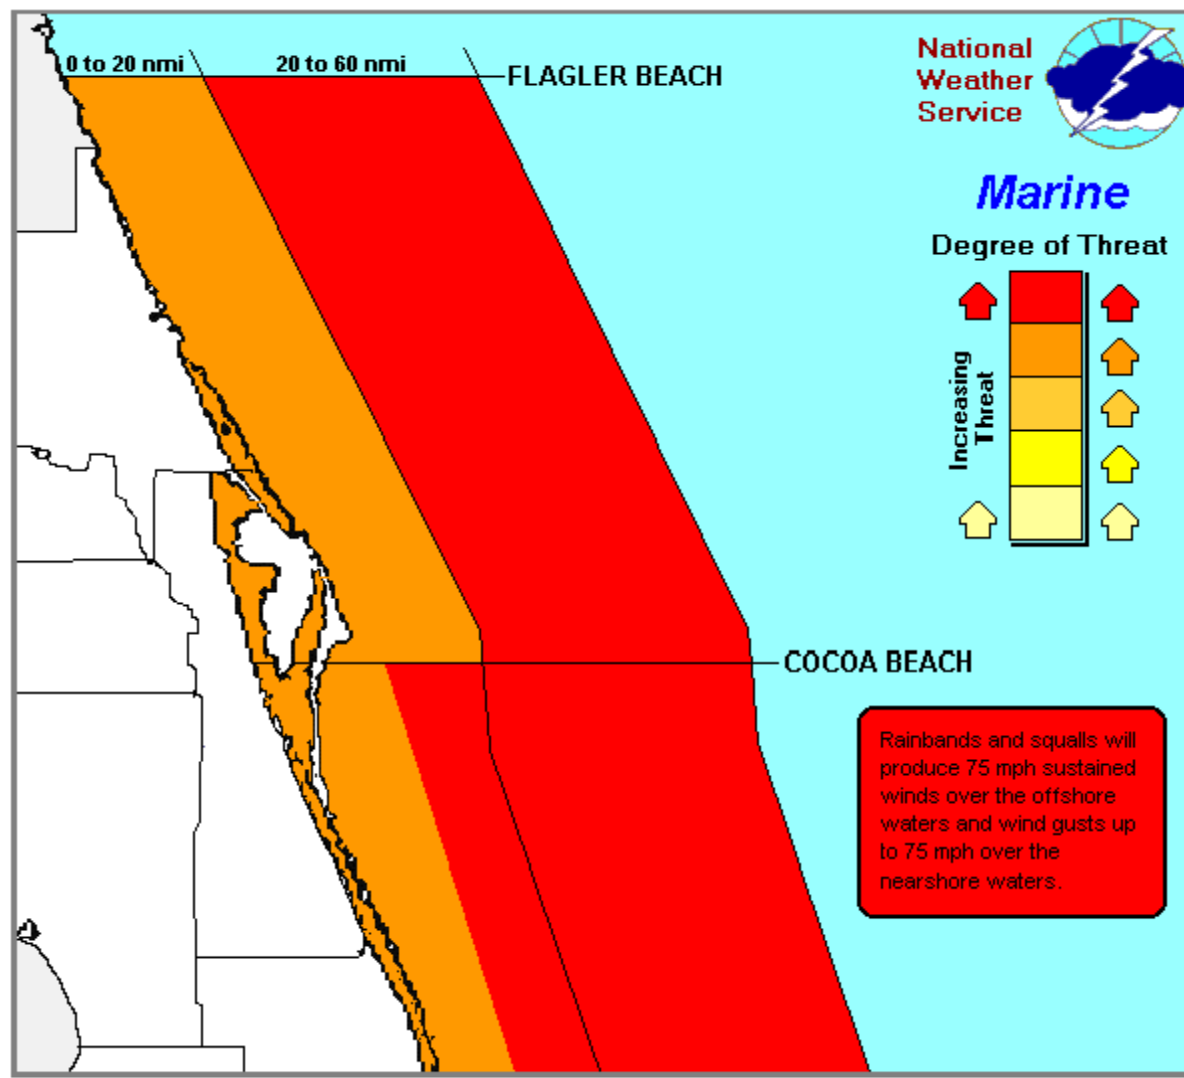 0 to 20 nmi
20 to 60 nmi
FLAGLER BEACH
National
Weather
Service
Marine
Degree of Threat
Increasing
Threat
COCOA BEACH
Rainbands and squalls will
produce 75 mph sustained
winds over the offshore
waters and wind gusts up
to 75 mph over the
nearshore waters.